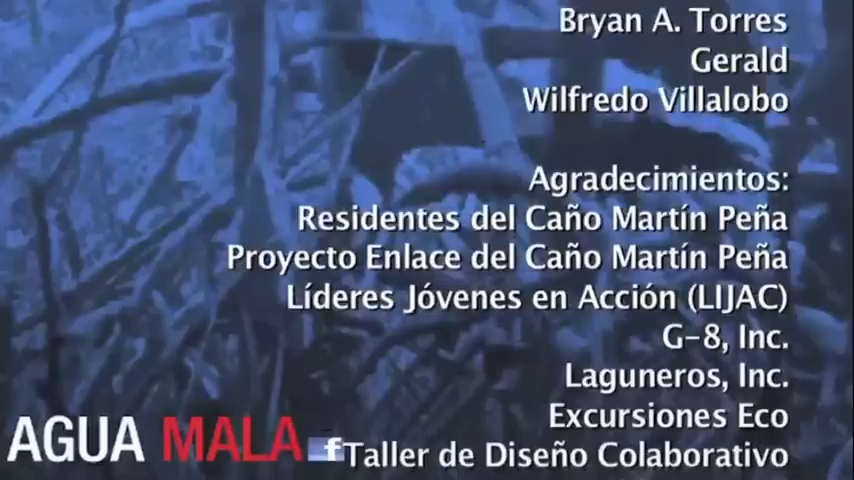 Bryan A. Torres
Gerald
Wilfredo Villalobo
Agradecimientos:
Residentes del Caño Martín Peña
Proyecto Enlace del Caño Martín Peña
Líderes Jóvenes en Acción (LIJAC)
G-8, Inc.
Laguneros, Inc.
Excursiones Eco
Taller de Diseño Colaborativo
AGUA MALA f